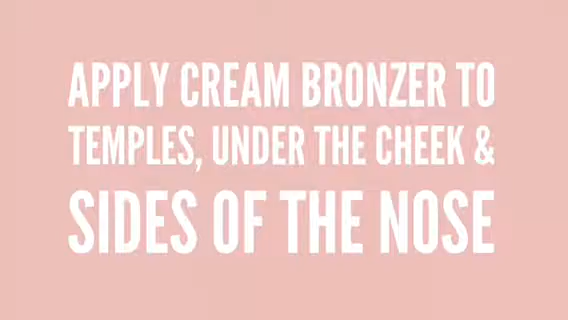 APPLY CREAM BRONZER TO
TEMPLES, UNDER THE CHEEK &
SIDES OF THE NOSE